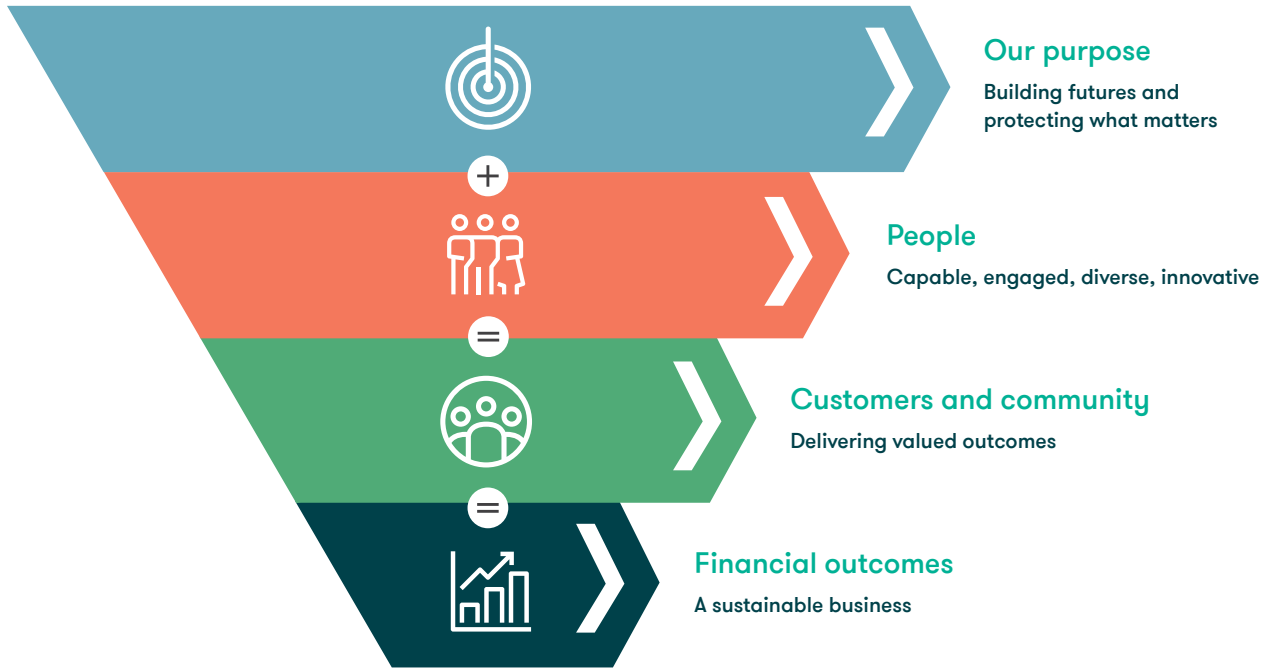 Our purpose
Building futures and
protecting what matters
+
People
Capable, engaged, diverse, innovative
=
Customers and community
Delivering valued outcomes
=
Financial outcomes
A sustainable business